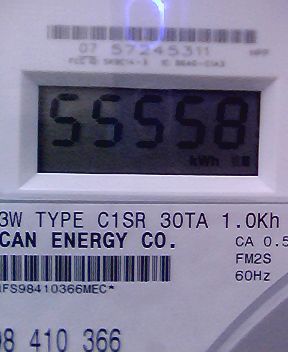 07 57245311
55558
kWh
3W TYPE C1SR 30TA 1.0Kh
CAN ENERGY CO.
CA 0.5
FM2S
60Hz
IFS98410366MEC*
98 410 366